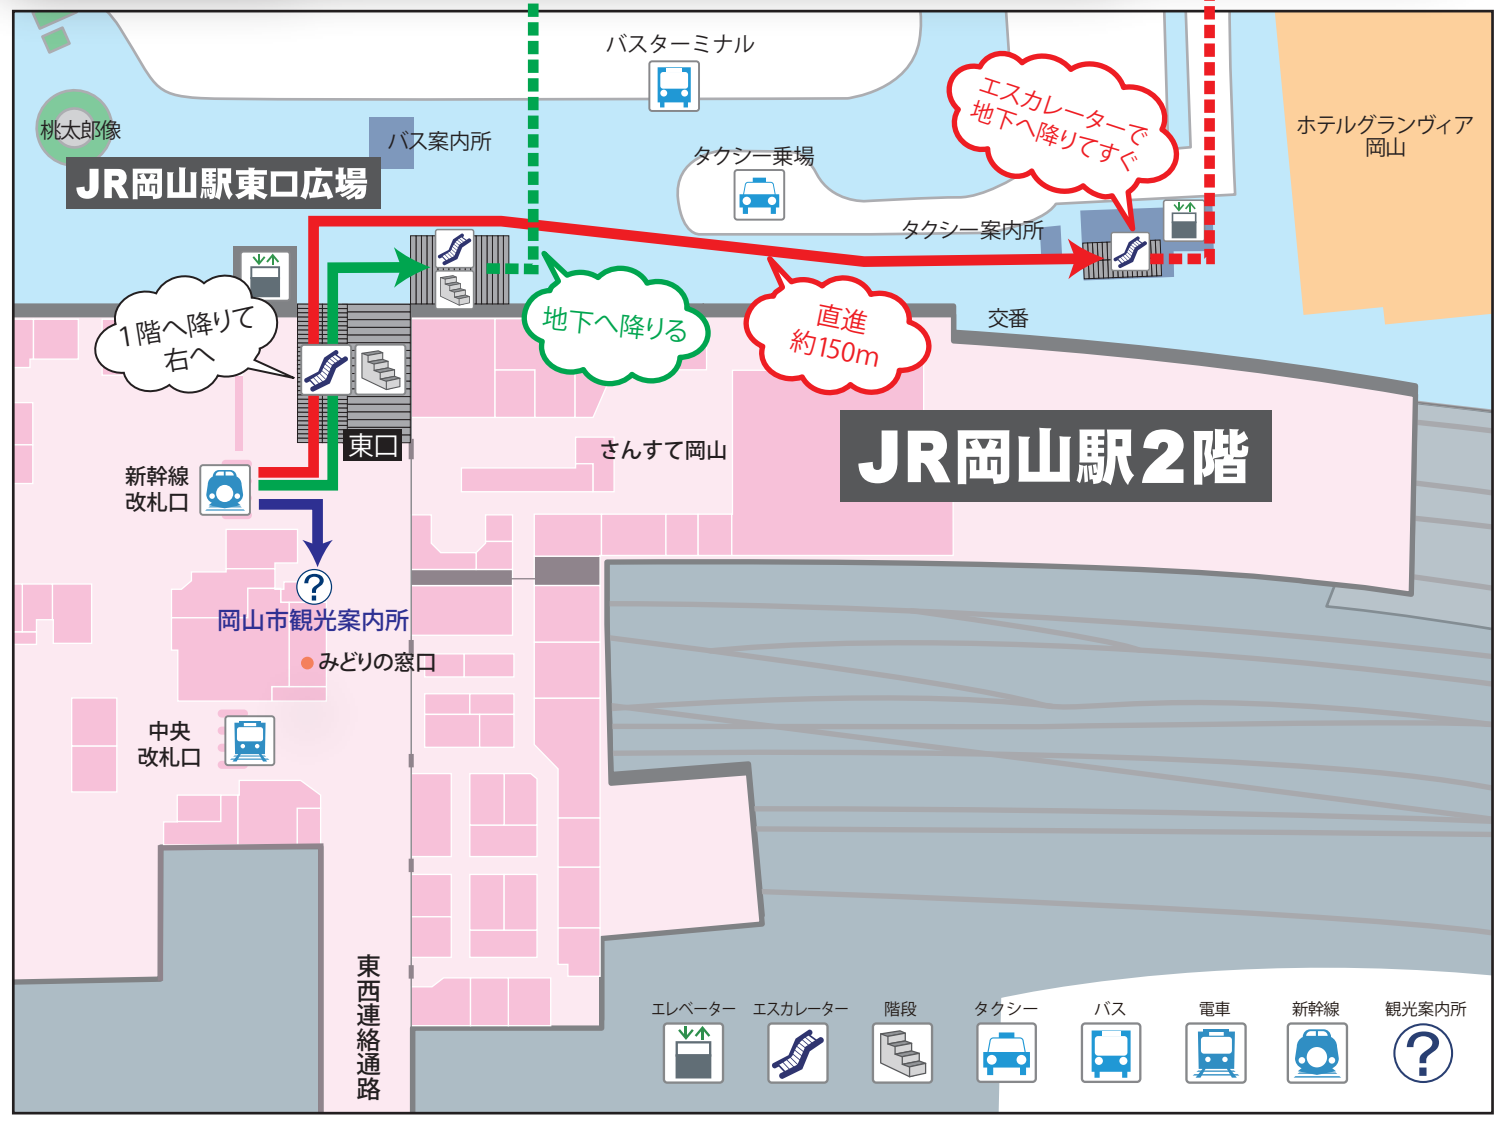 バスターミナル
エスカレーターで
地下へ降りてすぐ
桃太郎像
バス案内所
ホテルグランヴィア
岡山
タクシー乗場
JR岡山駅東口広場
タクシー案内所
1階へ降りて
右へ
地下へ降りる
直進
約150m
交番
東口
さんすて岡山
JR岡山駅2階
新幹線
改札口
?
岡山市観光案内所
みどりの窓口
中央
改札口
東西連絡通路
エレベーター
エスカレーター
階段
タクシー
バス
電車
新幹線
観光案内所
?